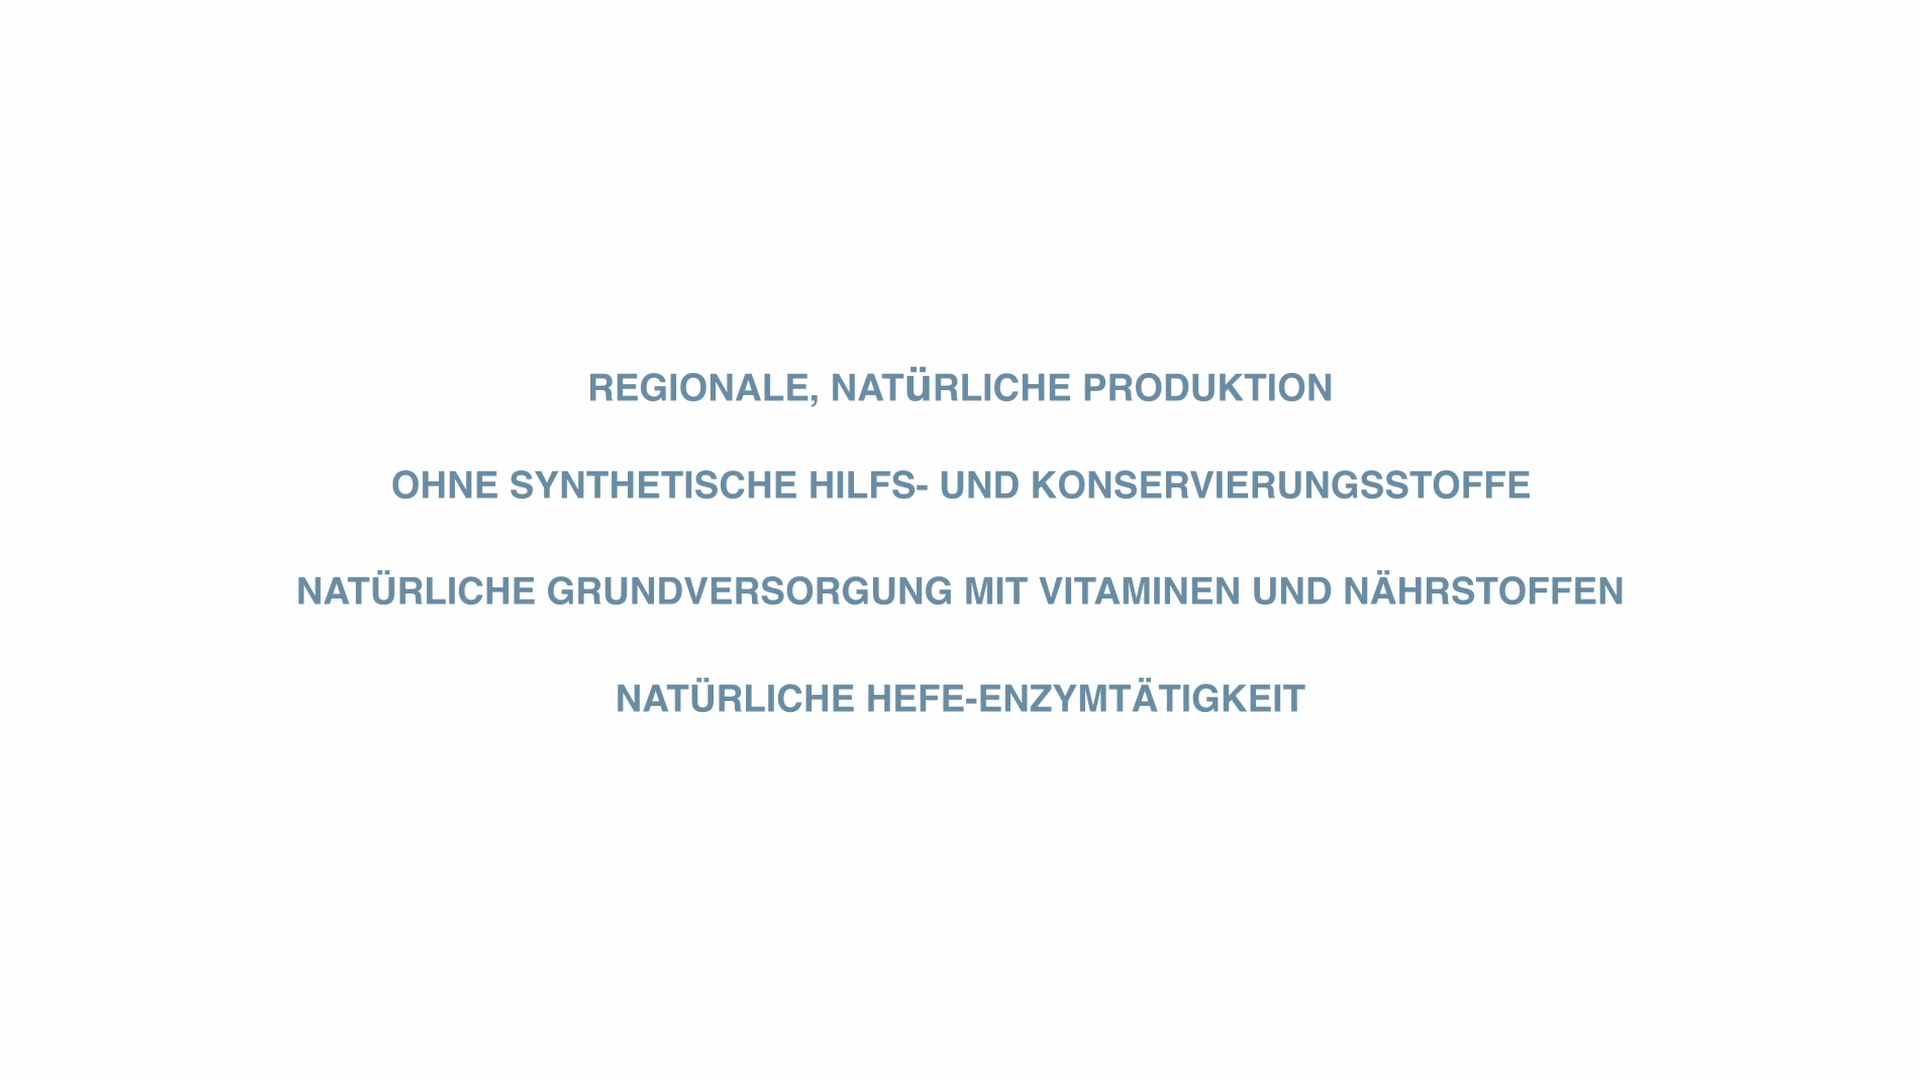 REGIONALE, NATüRLICHE PRODUKTION
OHNE SYNTHETISCHE HILFS- UND KONSERVIERUNGSSTOFFE
NATÜRLICHE GRUNDVERSORGUNG MIT VITAMINEN UND NÄHRSTOFFEN
NATÜRLICHE HEFE-ENZYMTÄTIGKEIT